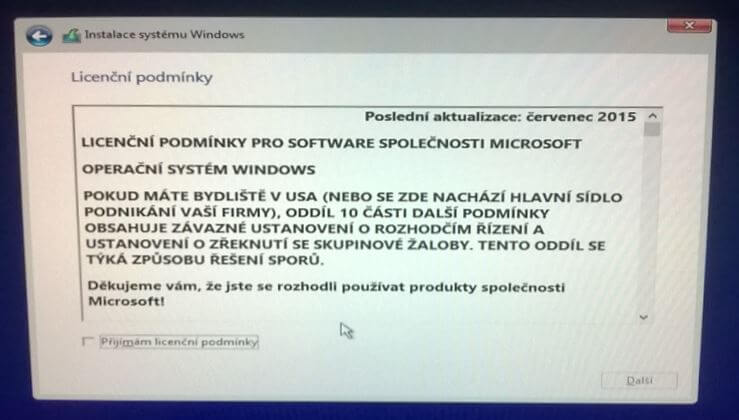 Instalace systému Windows
Licenční podmínky
Poslední aktualizace: červenec 2015
LICENČNÍ PODMÍNKY PRO SOFTWARE SPOLEČNOSTI MICROSOFT
OPERAČNÍ SYSTÉM WINDOWS
POKUD MÁTE BYDLIŠTĚ V USA (NEBO SE ZDE NACHÁZÍ HLAVNÍ SÍDLO
PODNIKÁNÍ VAŠÍ FIRMY), ODDÍL 10 ČÁSTI DALŠÍ PODMÍNKY
OBSAHUJE ZÁVAZNÉ USTANOVENÍ O ROZHODČÍM ŘÍZENÍ A
USTANOVENÍ O ZŘEKNUTÍ SE SKUPINOVÉ ŽALOBY. TENTO ODDÍL SE
TÝKÁ ZPŮSOBU ŘEŠENÍ SPORŮ.
Děkujeme vám, že jste se rozhodli používat produkty společnosti
Microsoft!
Přijímám licenční podmínky
Další